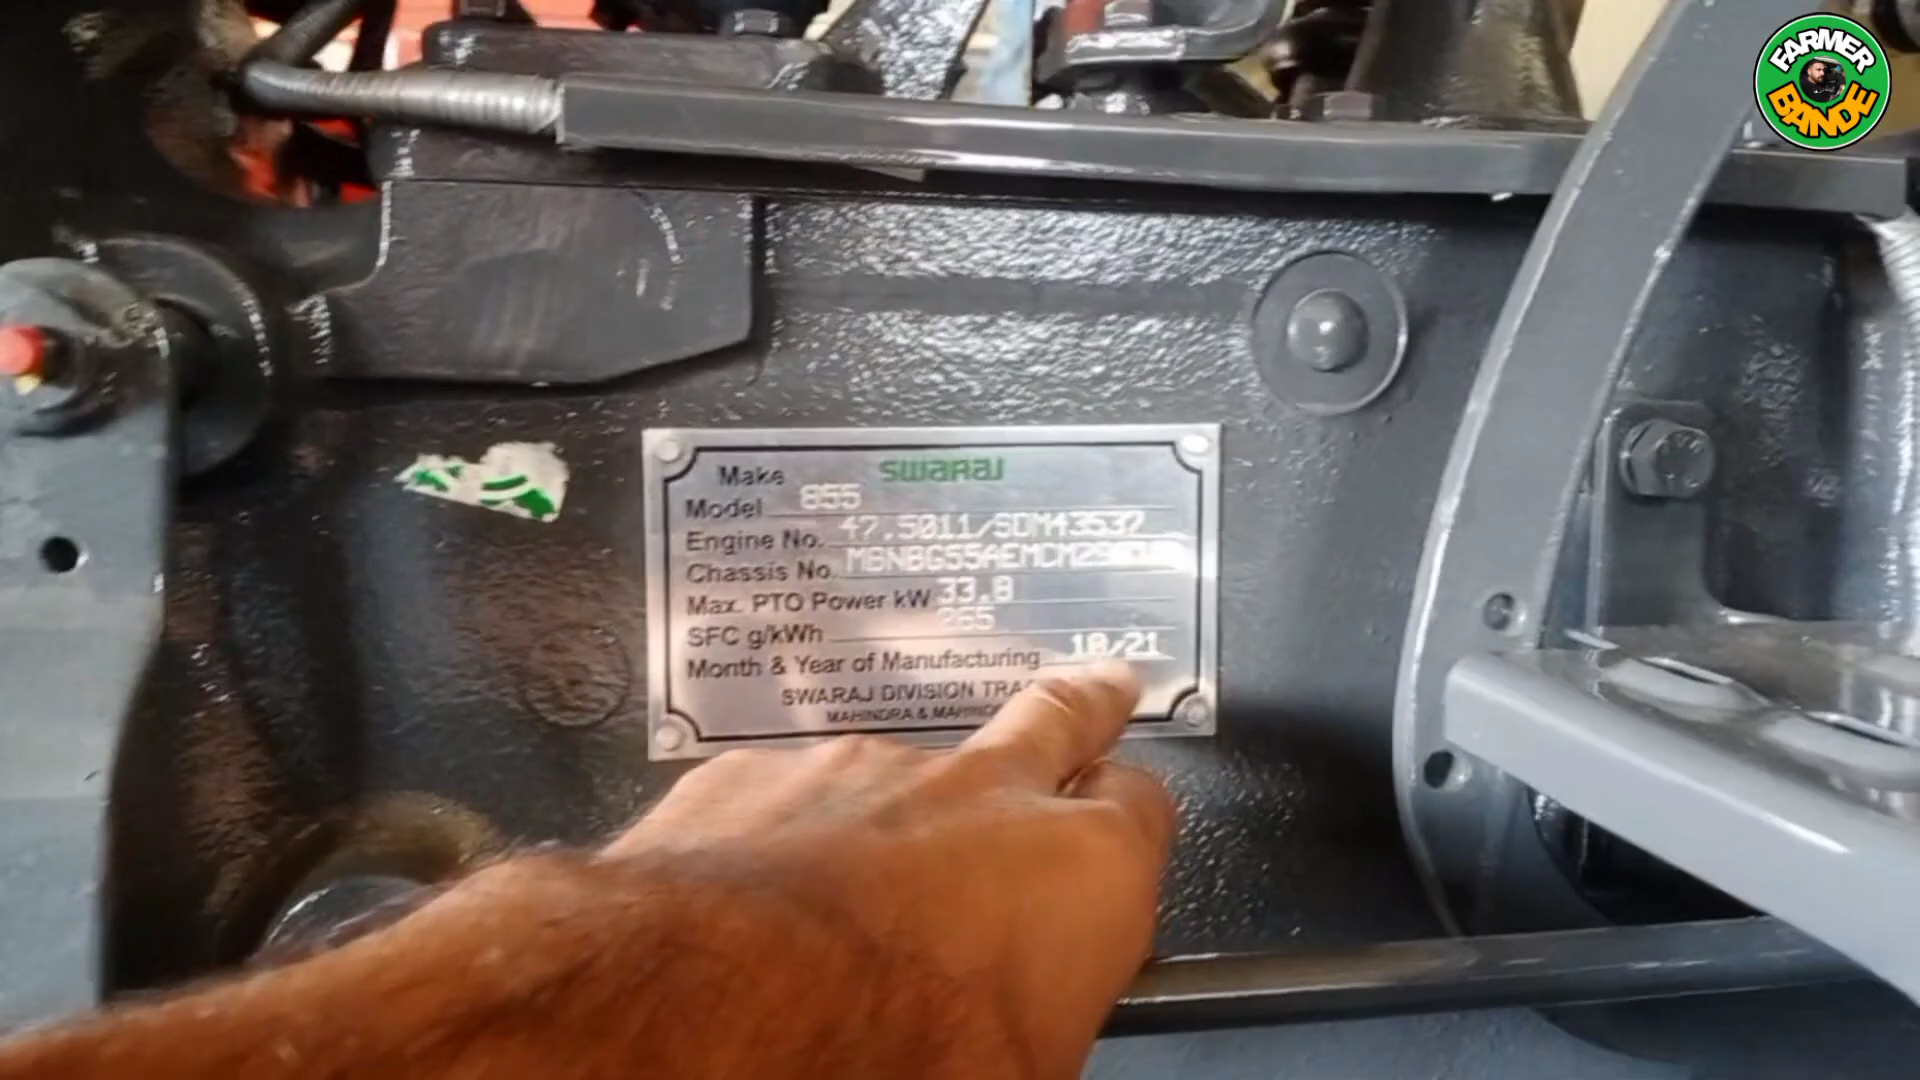 FARMER
BANDE
Make swaraj
Model 855
Engine No. 47.5011/SDM43537
Chassis No.
Max. PTO Power kW 33.8
SFC g/kWh 265
Month & Year of Manufacturing 10/21
SWARAJ DIVISION
MAHINDRA &